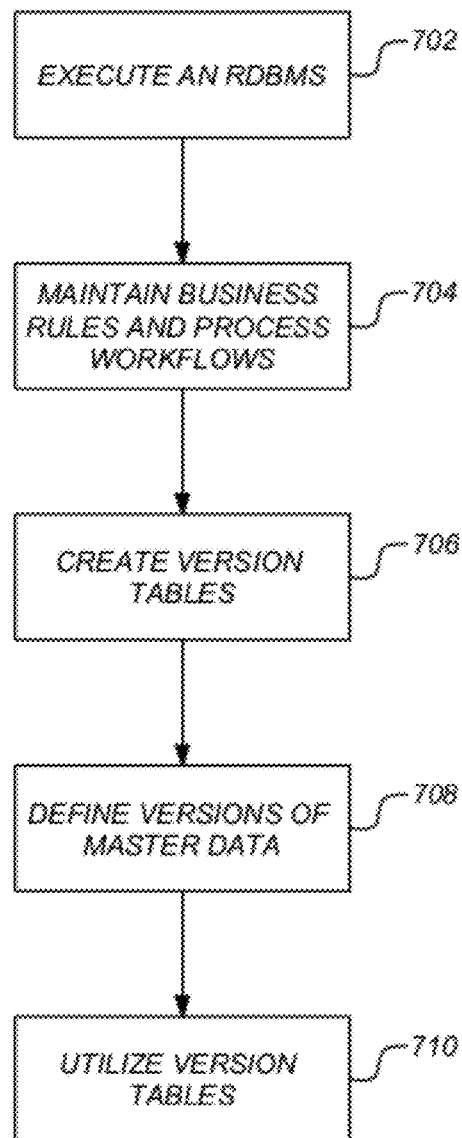 EXECUTE AN RDBMS
702
MAINTAIN BUSINESS
RULES AND PROCESS
WORKFLOWS
704
CREATE VERSION
TABLES
706
DEFINE VERSIONS OF
MASTER DATA
708
UTILIZE VERSION
TABLES
710